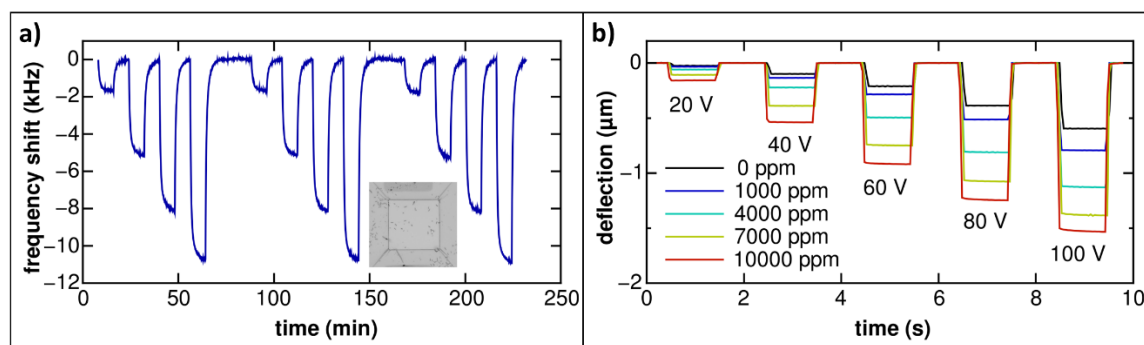 a)
frequency shift (kHz)
0
−2
−4
−6
−8
−10
−12
0 50 100 150 200 250
time (min)
b)
deflection (µm)
0
−1
−2
20 V
40 V
60 V
80 V
100 V
0 ppm
1000 ppm
4000 ppm
7000 ppm
10000 ppm
0 2 4 6 8 10
time (s)